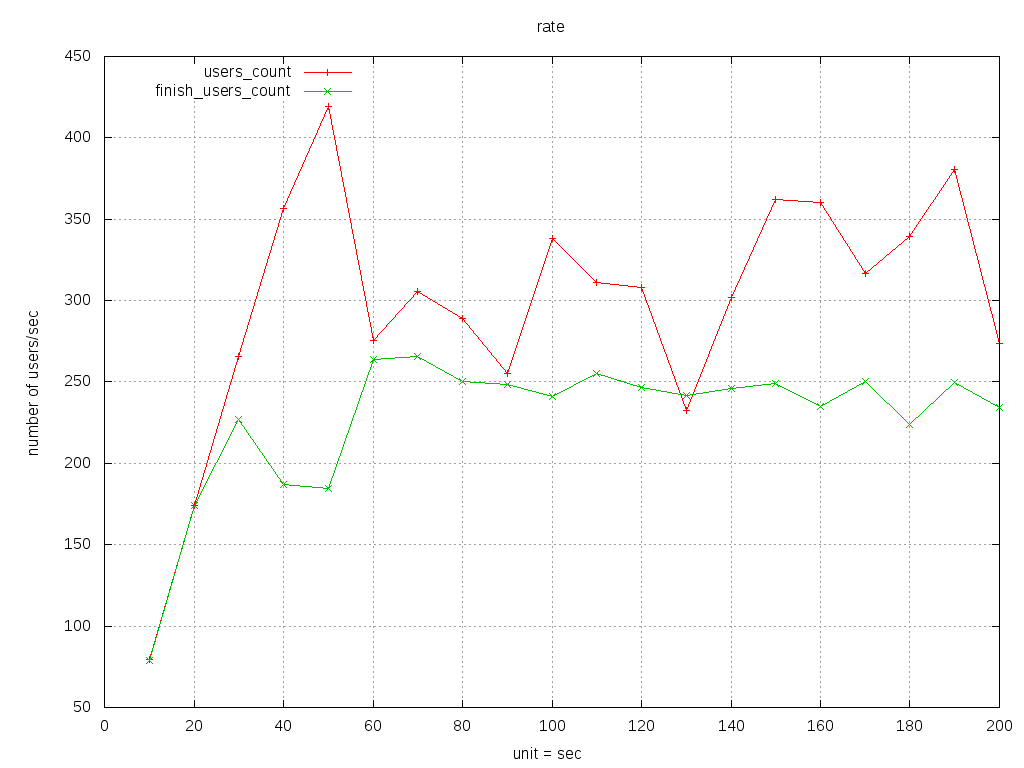 rate
users_count
finish_users_count
450
400
350
300
250
200
150
100
50
number of users/sec
0 20 40 60 80 100 120 140 160 180 200
unit = sec